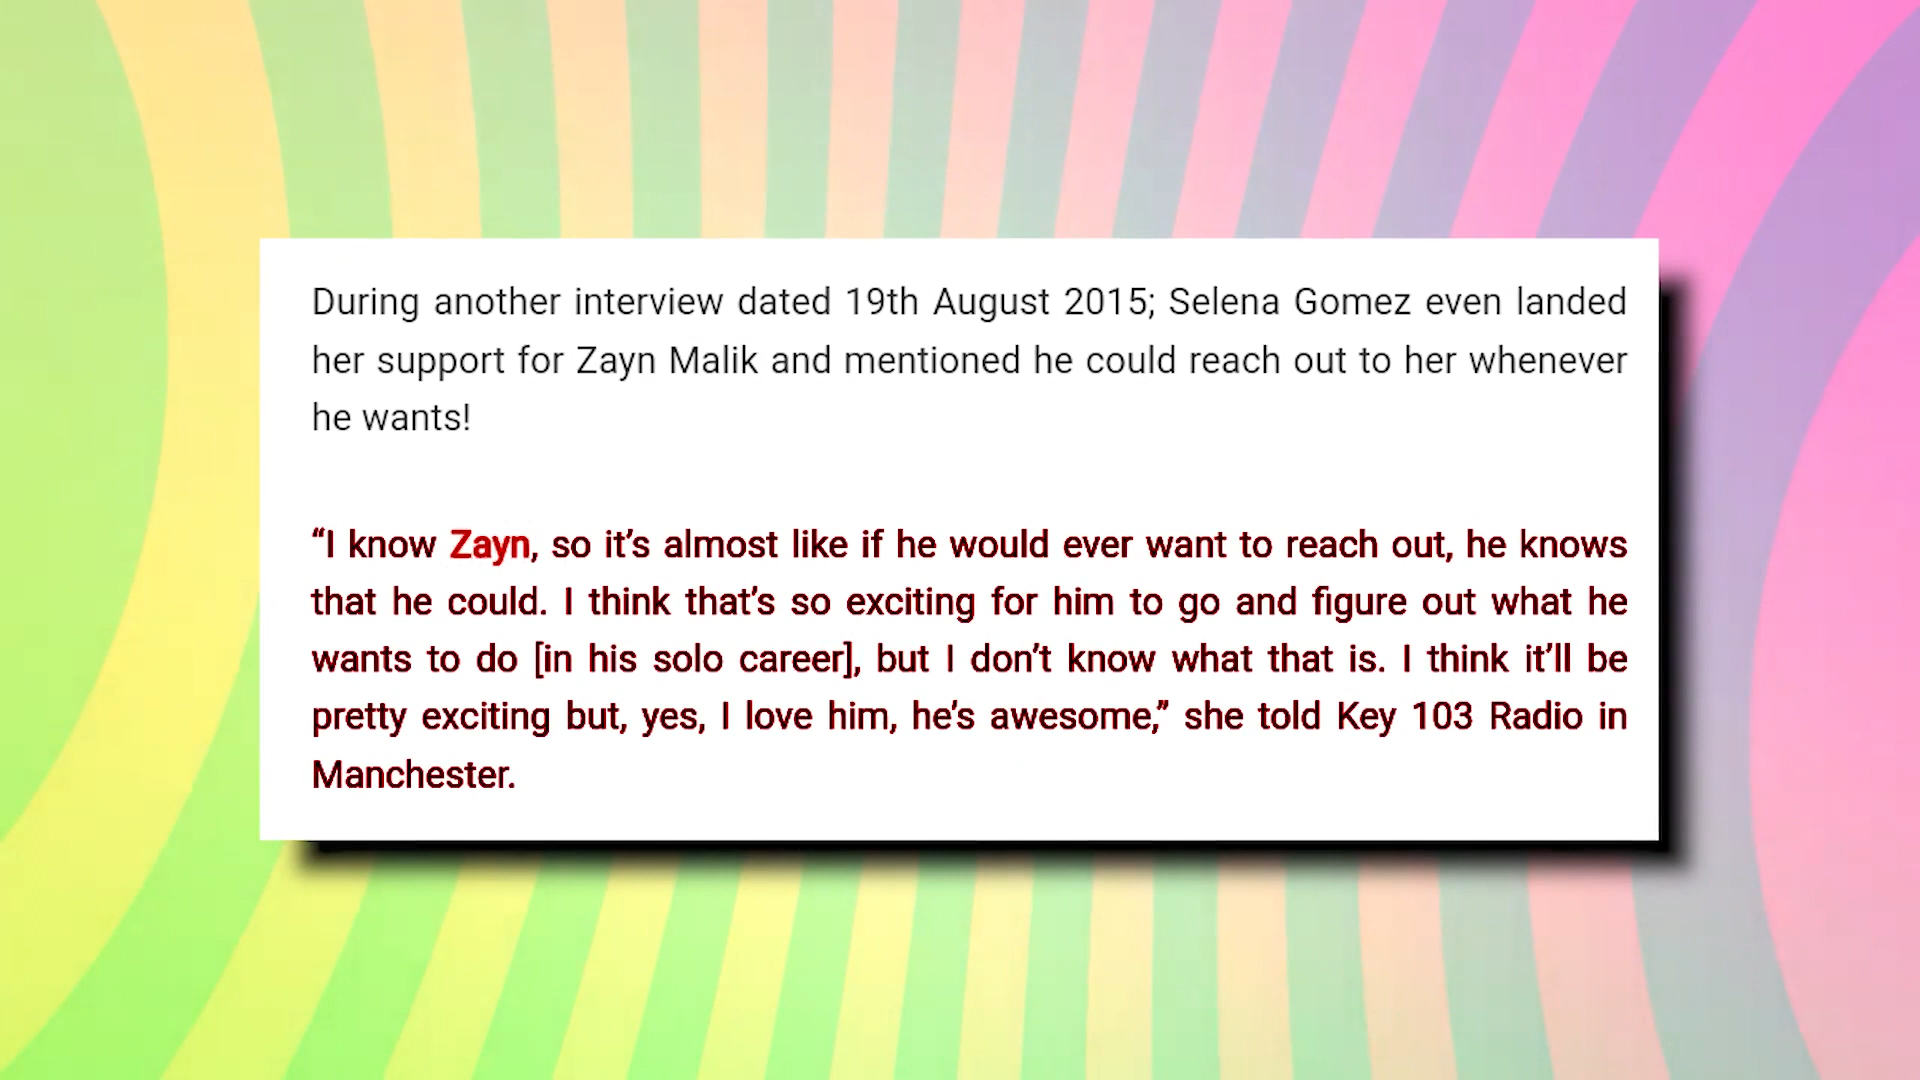 During another interview dated 19th August 2015; Selena Gomez even landed
her support for Zayn Malik and mentioned he could reach out to her whenever
he wants!
“I know Zayn, so it’s almost like if he would ever want to reach out, he knows
that he could. I think that’s so exciting for him to go and figure out what he
wants to do [in his solo career], but I don’t know what that is. I think it’ll be
pretty exciting but, yes, I love him, he’s awesome,” she told Key 103 Radio in
Manchester.